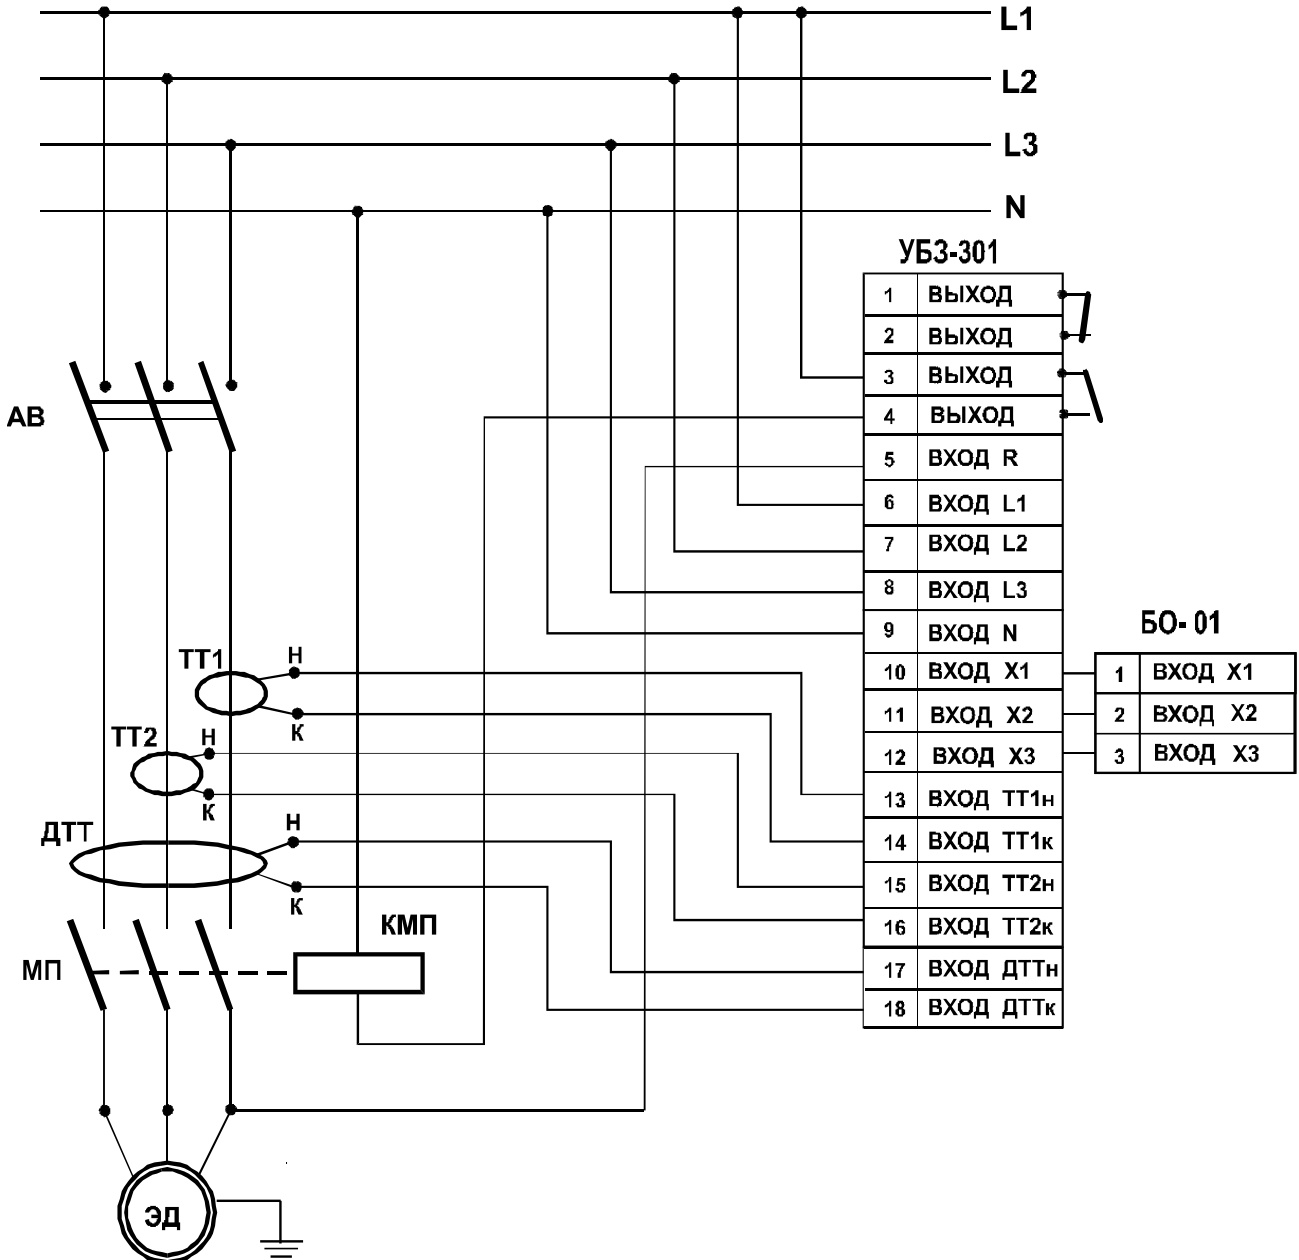 L1
L2
L3
N
УБЗ-301
1 ВЫХОД
2 ВЫХОД
3 ВЫХОД
4 ВЫХОД
5 ВХОД R
6 ВХОД L1
7 ВХОД L2
8 ВХОД L3
9 ВХОД N
10 ВХОД X1
11 ВХОД X2
12 ВХОД X3
13 ВХОД ТТ1н
14 ВХОД ТТ1к
15 ВХОД ТТ2н
16 ВХОД ТТ2к
17 ВХОД ДТТн
18 ВХОД ДТТк
БО- 01
1 ВХОД X1
2 ВХОД X2
3 ВХОД X3
АВ
ТТ1
Н
К
ТТ2
Н
К
ДТТ
Н
К
КМП
МП
ЭД